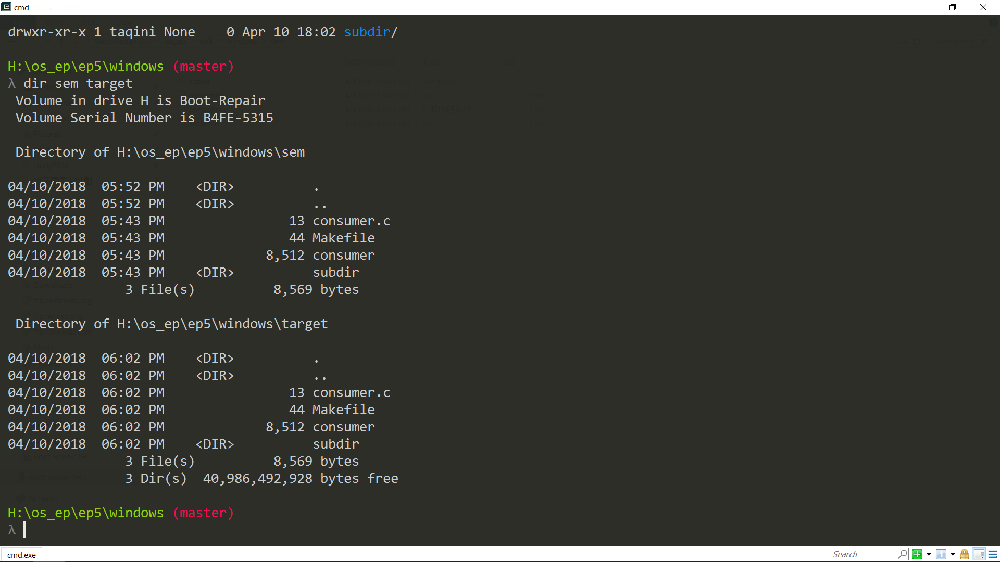 cmd
drwxr-xr-x 1 taqini None    0 Apr 10 18:02 subdir/
H:\os_ep\ep5\windows (master)
λ dir sem target
Volume in drive H is Boot-Repair
Volume Serial Number is B4FE-5315
Directory of H:\os_ep\ep5\windows\sem
04/10/2018  05:52 PM    <DIR>          .
04/10/2018  05:52 PM    <DIR>          ..
04/10/2018  05:43 PM                13 consumer.c
04/10/2018  05:43 PM                44 Makefile
04/10/2018  05:43 PM             8,512 consumer
04/10/2018  05:43 PM    <DIR>          subdir
3 File(s)          8,569 bytes
Directory of H:\os_ep\ep5\windows\target
04/10/2018  06:02 PM    <DIR>          .
04/10/2018  06:02 PM    <DIR>          ..
04/10/2018  06:02 PM                13 consumer.c
04/10/2018  06:02 PM                44 Makefile
04/10/2018  06:02 PM             8,512 consumer
04/10/2018  06:02 PM    <DIR>          subdir
3 File(s)          8,569 bytes
3 Dir(s)  40,986,492,928 bytes free
H:\os_ep\ep5\windows (master)
λ
cmd.exe
Search